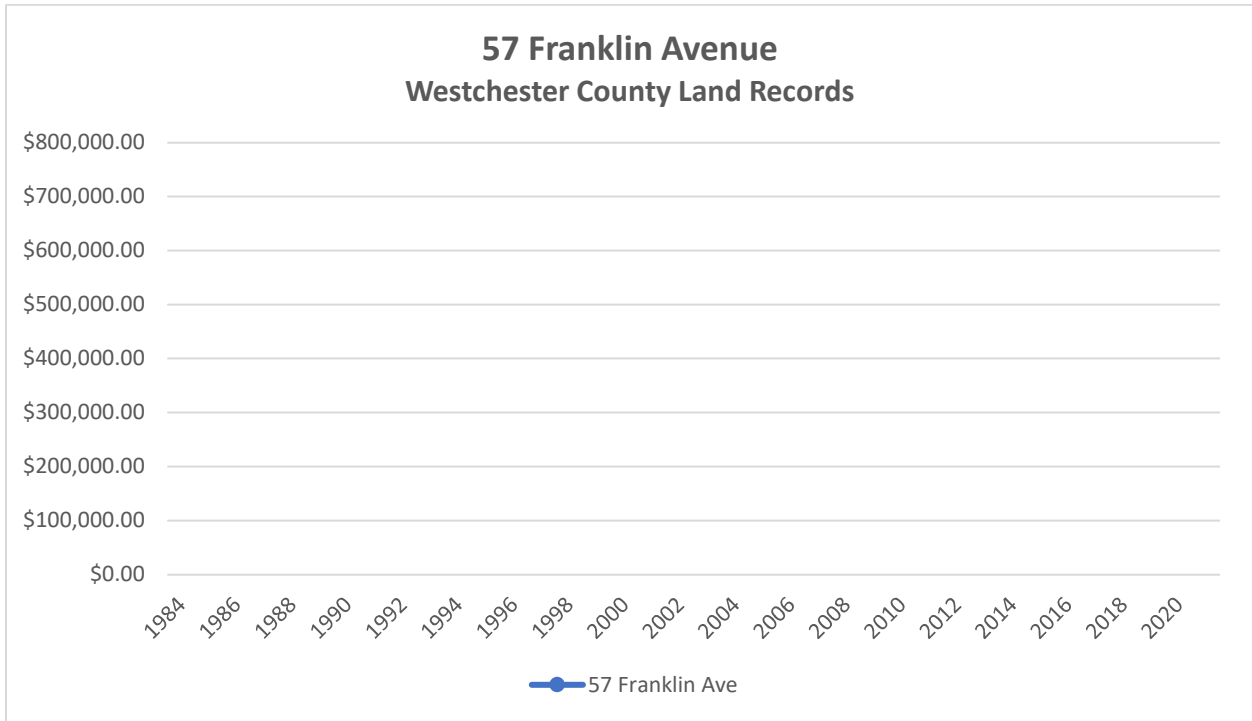 57 Franklin Avenue
Westchester County Land Records
$800,000.00
$700,000.00
$600,000.00
$500,000.00
$400,000.00
$300,000.00
$200,000.00
$100,000.00
$0.00
1984 1986 1988 1990 1992 1994 1996 1998 2000 2002 2004 2006 2008 2010 2012 2014 2016 2018 2020
57 Franklin Ave